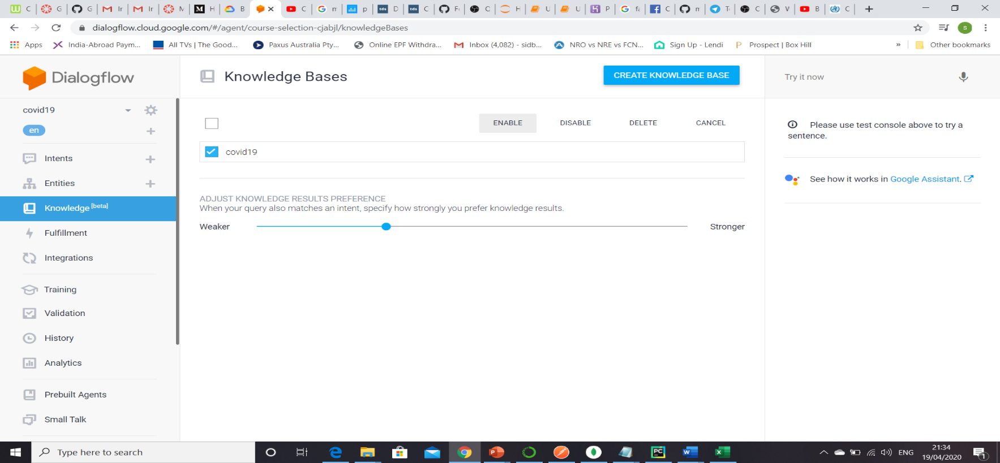 dialogflow.cloud.google.com/#/agent/course-selection-cjabjl/knowledgeBases
Apps
India-Abroad Paym...
All TVs | The Good...
Paxus Australia Pty...
Online EPF Withdra...
Inbox (4,082) - sidb...
NRO vs NRE vs FCN...
Sign Up - Lendi
Prospect | Box Hill
»
Other bookmarks
Dialogflow
Knowledge Bases
CREATE KNOWLEDGE BASE
Try it now
covid19
en
Intents
Entities
Knowledge [beta]
Fulfillment
Integrations
Training
Validation
History
Analytics
Prebuilt Agents
Small Talk
ENABLE
DISABLE
DELETE
CANCEL
covid19
ADJUST KNOWLEDGE RESULTS PREFERENCE
When your query also matches an intent, specify how strongly you prefer knowledge results.
Weaker
Stronger
Please use test console above to try a
sentence.
See how it works in Google Assistant.
Type here to search
ENG
21:34
19/04/2020
1